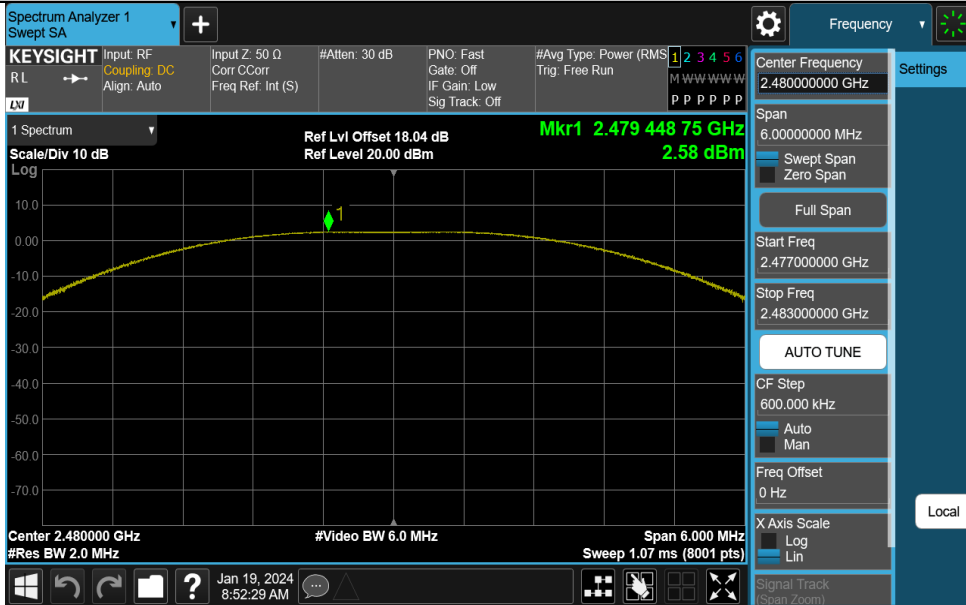 Spectrum Analyzer 1
Swept SA
+
Frequency
KEYSIGHT
RL
LXI
Input: RF
Coupling: DC
Align: Auto
Input Z: 50 Ω
Corr CCorr
Freq Ref: Int (S)
#Atten: 30 dB
PNO: Fast
Gate: Off
IF Gain: Low
Sig Track: Off
#Avg Type: Power (RMS
Trig: Free Run
1 2 3 4 5 6
M W W W W W
P P P P P P
1 Spectrum
Scale/Div 10 dB
Log
Ref Lvl Offset 18.04 dB
Ref Level 20.00 dBm
Mkr1 2.479 448 75 GHz
2.58 dBm
1
10.0
0.00
-10.0
-20.0
-30.0
-40.0
-50.0
-60.0
-70.0
Center 2.480000 GHz
#Res BW 2.0 MHz
#Video BW 6.0 MHz
Span 6.000 MHz
Sweep 1.07 ms (8001 pts)
?
Jan 19, 2024
8:52:29 AM
Center Frequency
2.480000000 GHz
Span
6.00000000 MHz
Swept Span
Zero Span
Full Span
Start Freq
2.477000000 GHz
Stop Freq
2.483000000 GHz
AUTO TUNE
CF Step
600.000 kHz
Auto
Man
Freq Offset
0 Hz
X Axis Scale
Log
Lin
Signal Track
(Span Zoom)
Settings
Local